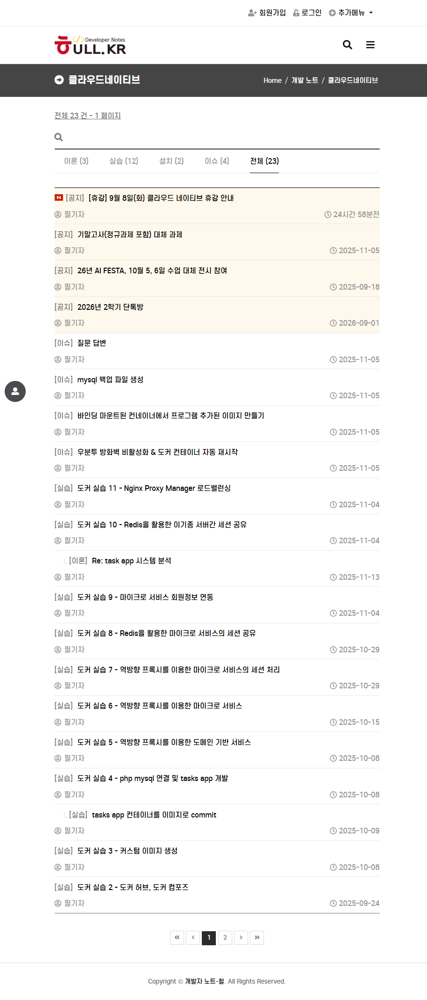 회원가입 로그인 추가메뉴
</> Developer Notes
ㅎULL.KR
클라우드네이티브 Home / 개발 노트 / 클라우드네이티브
전체 23 건 - 1 페이지
이론 (3) 실습 (12) 설치 (2) 이슈 (4) 전체 (23)
N [공지] [휴강] 9월 8일(화) 클라우드 네이티브 휴강 안내
필기자 24시간 58분전
[공지] 기말고사(정규과제 포함) 대체 과제
필기자 2025-11-05
[공지] 26년 AI FESTA, 10월 5, 6일 수업 대체 전시 참여
필기자 2025-09-18
[공지] 2026년 2학기 단톡방
필기자 2026-09-01
[이슈] 질문 답변
필기자 2025-11-05
[이슈] mysql 백업 파일 생성
필기자 2025-11-05
[이슈] 바인딩 마운트된 컨네이너에서 프로그램 추가된 이미지 만들기
필기자 2025-11-05
[이슈] 우분투 방화벽 비활성화 & 도커 컨테이너 자동 재시작
필기자 2025-11-05
[실습] 도커 실습 11 - Nginx Proxy Manager 로드밸런싱
필기자 2025-11-04
[실습] 도커 실습 10 - Redis을 활용한 이기종 서버간 세션 공유
필기자 2025-11-04
[이론] Re: task app 시스템 분석
필기자 2025-11-13
[실습] 도커 실습 9 - 마이크로 서비스 회원정보 연동
필기자 2025-11-04
[실습] 도커 실습 8 - Redis을 활용한 마이크로 서비스의 세션 공유
필기자 2025-10-29
[실습] 도커 실습 7 - 역방향 프록시를 이용한 마이크로 서비스의 세션 처리
필기자 2025-10-29
[실습] 도커 실습 6 - 역방향 프록시를 이용한 마이크로 서비스
필기자 2025-10-15
[실습] 도커 실습 5 - 역방향 프록시를 이용한 도메인 기반 서비스
필기자 2025-10-08
[실습] 도커 실습 4 - php mysql 연결 및 tasks app 개발
필기자 2025-10-08
[실습] tasks app 컨테이너를 이미지로 commit
필기자 2025-10-09
[실습] 도커 실습 3 - 커스텀 이미지 생성
필기자 2025-10-08
[실습] 도커 실습 2 - 도커 허브, 도커 컴포즈
필기자 2025-09-24
1 2
Copyright © 개발자 노트-헐. All Rights Reserved.